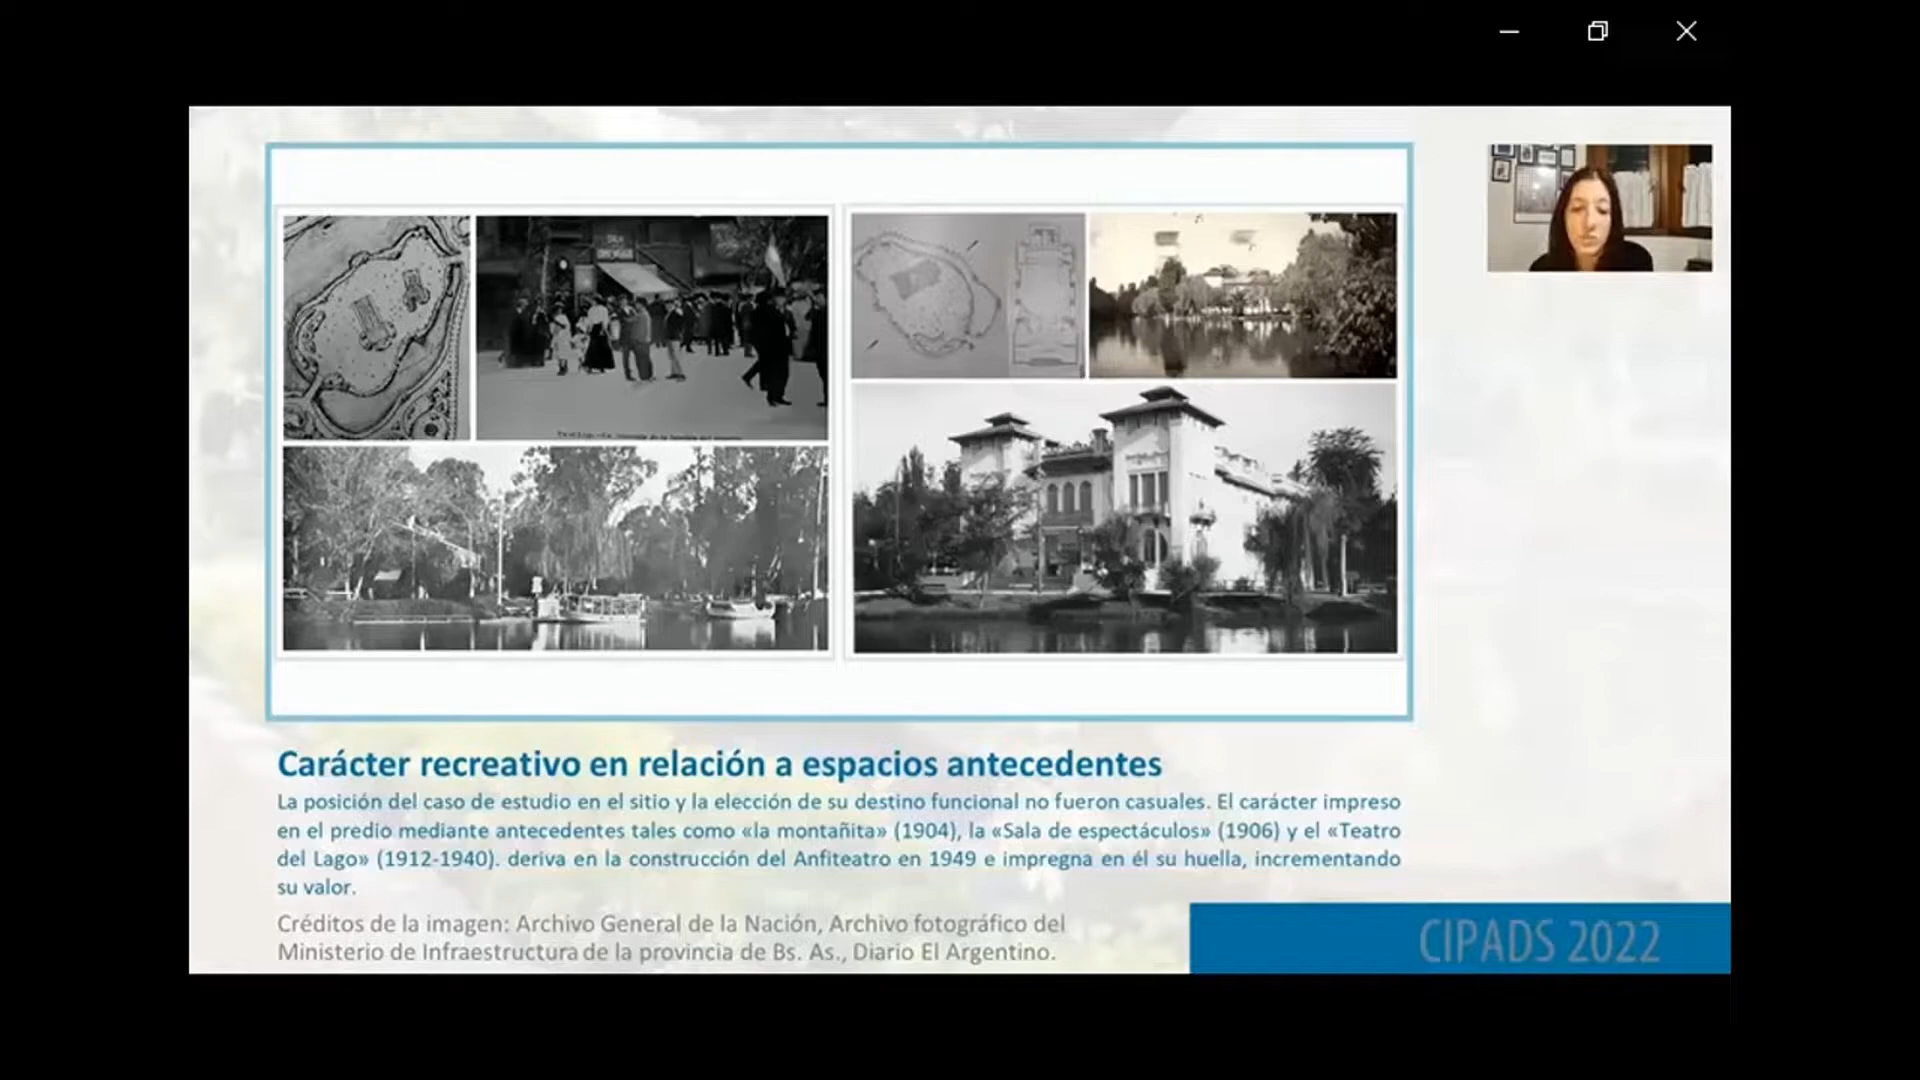 Carácter recreativo en relación a espacios antecedentes
La posición del caso de estudio en el sitio y la elección de su destino funcional no fueron casuales. El carácter impreso
en el predio mediante antecedentes tales como «la montañita» (1904), la «Sala de espectáculos» (1906) y el «Teatro
del Lago» (1912-1940). deriva en la construcción del Anfiteatro en 1949 e impregna en él su huella, incrementando
su valor.
Créditos de la imagen: Archivo General de la Nación, Archivo fotográfico del
Ministerio de Infraestructura de la provincia de Bs. As., Diario El Argentino.
CIPADS 2022